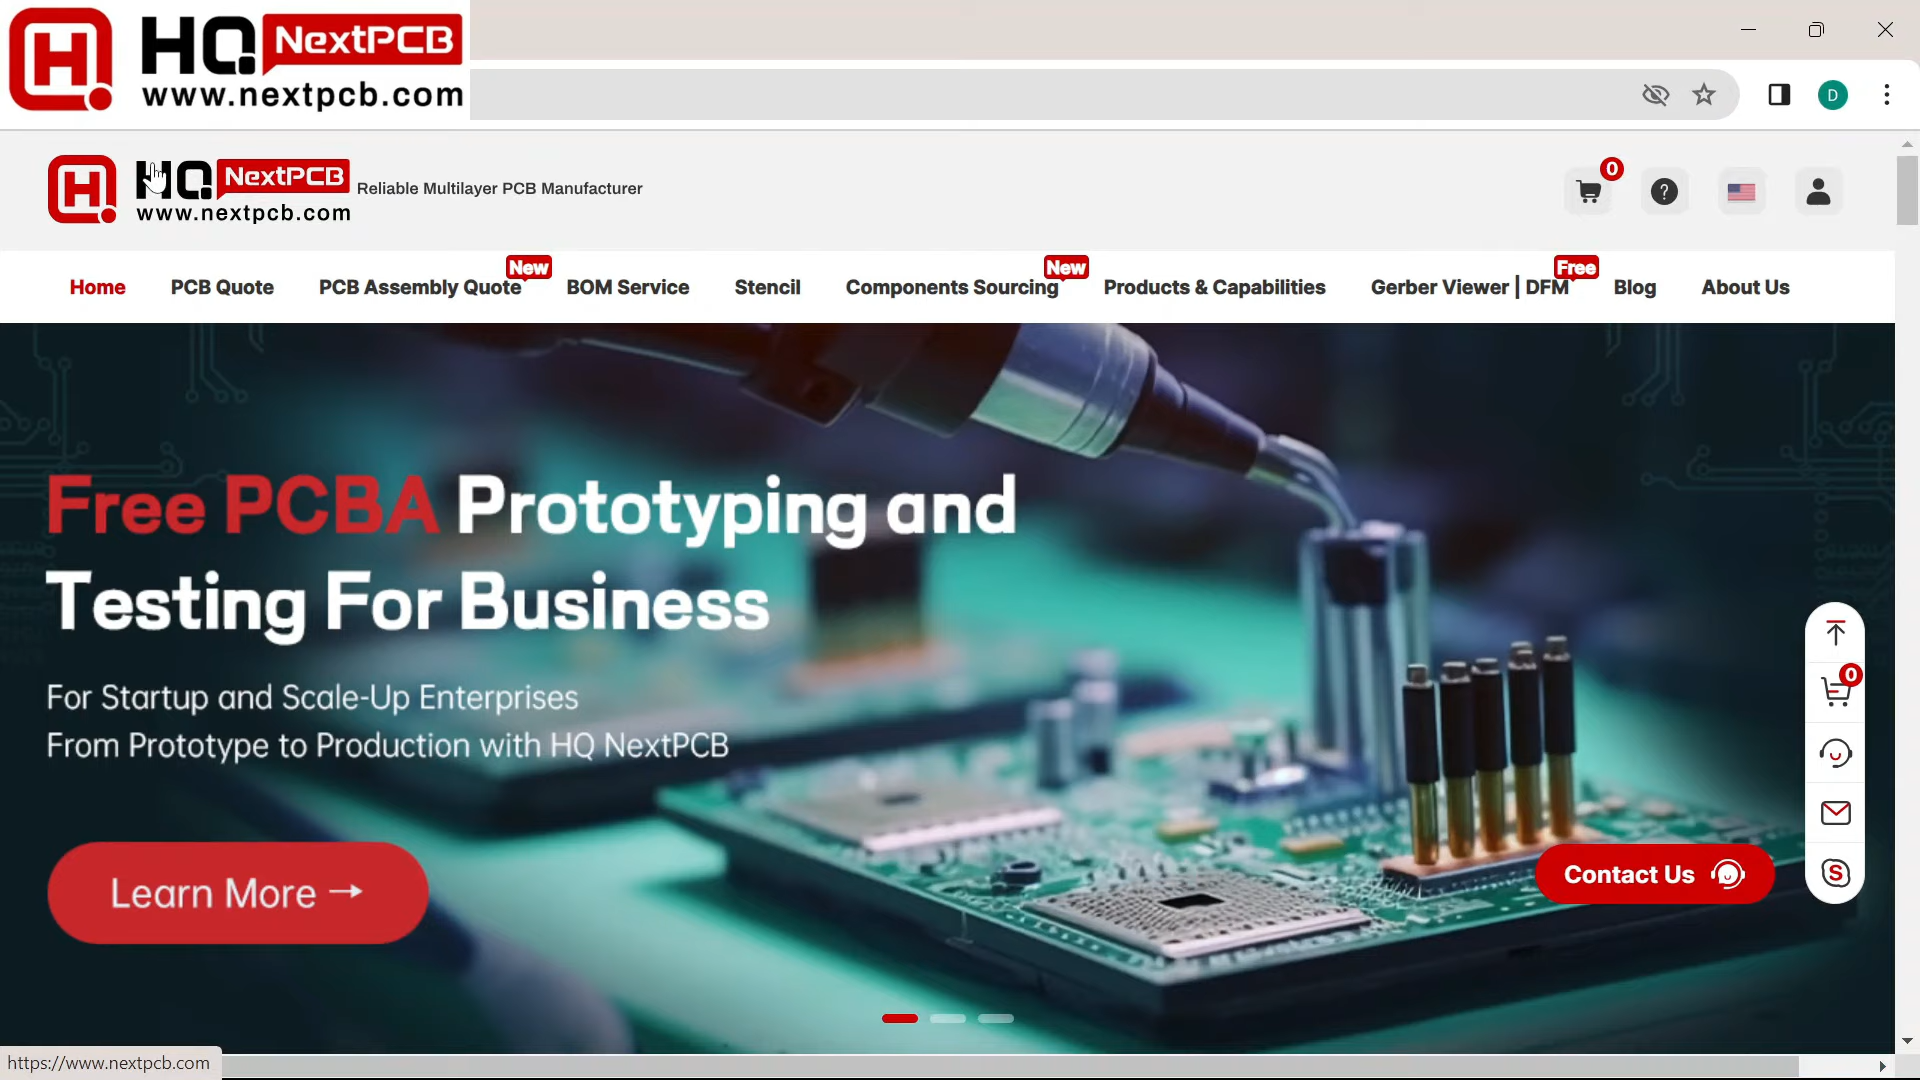 HQ NextPCB
www.nextpcb.com
D
HQ NextPCB
www.nextpcb.com
Reliable Multilayer PCB Manufacturer
0
?
Home
PCB Quote
PCB Assembly Quote
New
BOM Service
Stencil
Components Sourcing
New
Products & Capabilities
Gerber Viewer | DFM
Free
Blog
About Us
Free PCBA Prototyping and
Testing For Business
For Startup and Scale-Up Enterprises
From Prototype to Production with HQ NextPCB
Learn More →
0
S
Contact Us
https://www.nextpcb.com